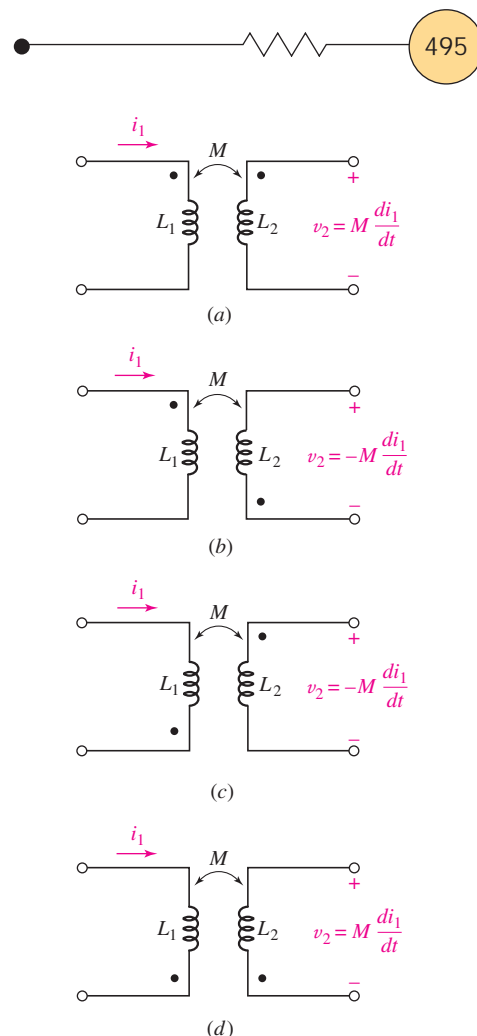 495
i₁
M
L₁ L₂ v₂ = M di₁/dt
+
−
(a)
i₁
M
+
L₁ L₂ v₂ = −M di₁/dt
−
(b)
i₁
M
+
L₁ L₂ v₂ = −M di₁/dt
−
(c)
i₁
M
+
L₁ L₂ v₂ = M di₁/dt
−
(d)